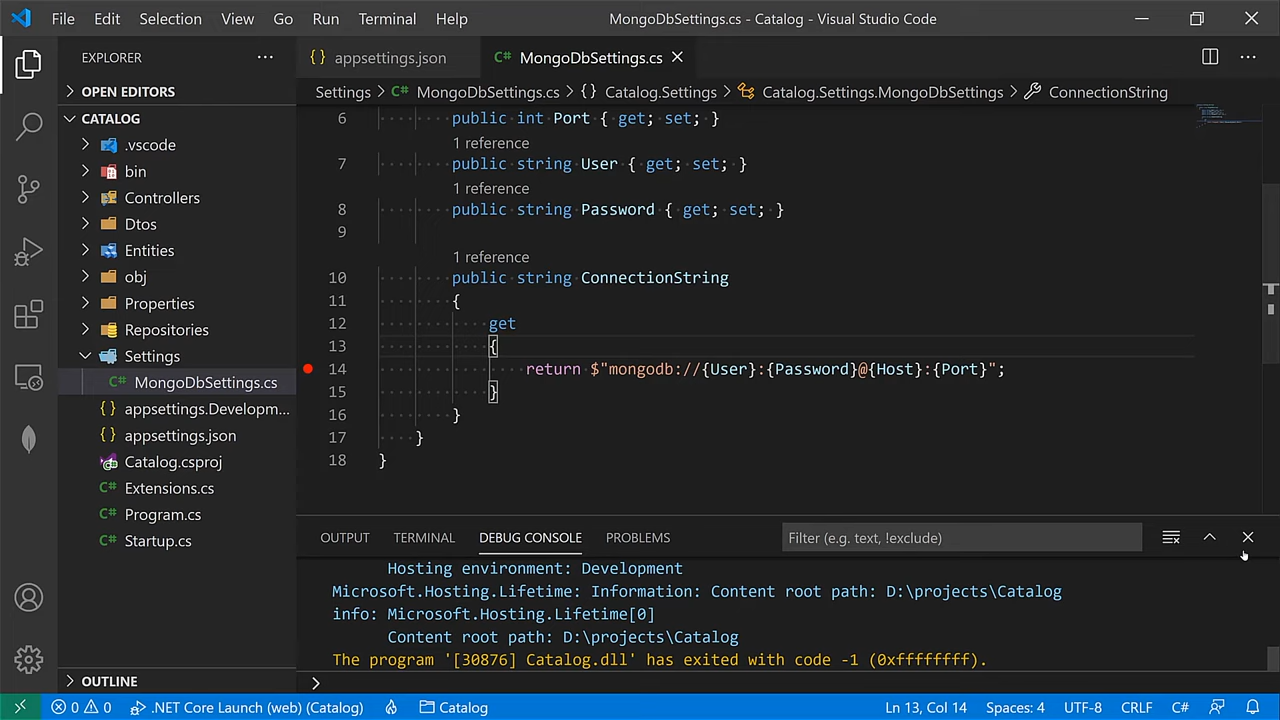 File Edit Selection View Go Run Terminal Help MongoDbSettings.cs - Catalog - Visual Studio Code
EXPLORER
OPEN EDITORS
CATALOG
.vscode
bin
Controllers
Dtos
Entities
obj
Properties
Repositories
Settings
C# MongoDbSettings.cs
{} appsettings.Developm...
{} appsettings.json
Catalog.csproj
C# Extensions.cs
C# Program.cs
C# Startup.cs
OUTLINE
{} appsettings.json C# MongoDbSettings.cs
Settings > C# MongoDbSettings.cs > {} Catalog.Settings > Catalog.Settings.MongoDbSettings > ConnectionString
6 public int Port { get; set; }
1 reference
7 public string User { get; set; }
1 reference
8 public string Password { get; set; }
9
1 reference
10 public string ConnectionString
11 {
12 get
13 {
14 return $"mongodb://{User}:{Password}@{Host}:{Port}";
15 }
16 }
17 }
18 }
OUTPUT TERMINAL DEBUG CONSOLE PROBLEMS Filter (e.g. text, !exclude)
Hosting environment: Development
Microsoft.Hosting.Lifetime: Information: Content root path: D:\projects\Catalog
info: Microsoft.Hosting.Lifetime[0]
Content root path: D:\projects\Catalog
The program '[30876] Catalog.dll' has exited with code -1 (0xffffffff).
0 0 .NET Core Launch (web) (Catalog) Catalog Ln 13, Col 14 Spaces: 4 UTF-8 CRLF C#